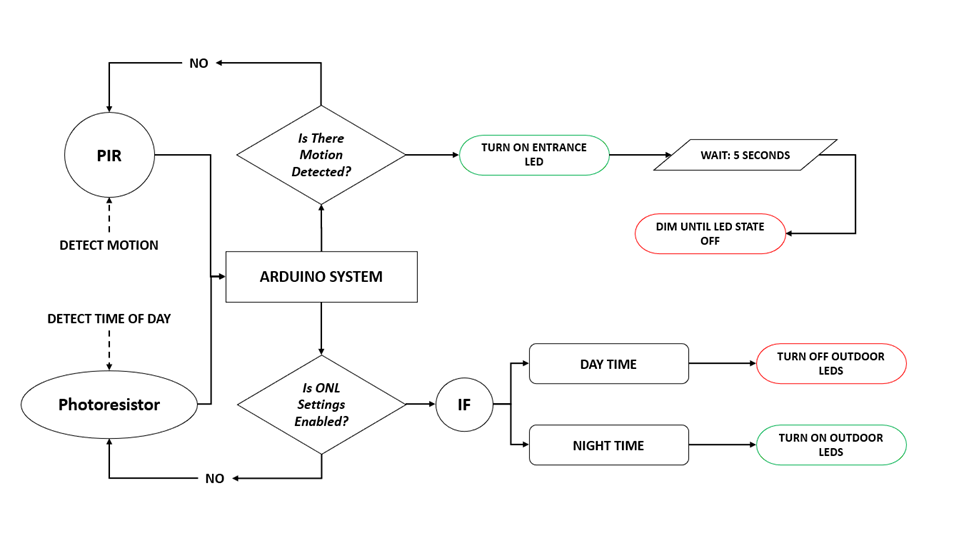 NO
PIR
Is There
Motion
Detected?
TURN ON ENTRANCE
LED
WAIT: 5 SECONDS
DETECT MOTION
DIM UNTIL LED STATE
OFF
ARDUINO SYSTEM
DETECT TIME OF DAY
Photoresistor
Is ONL
Settings
Enabled?
IF
DAY TIME
TURN OFF OUTDOOR
LEDS
NIGHT TIME
TURN ON OUTDOOR
LEDS
NO